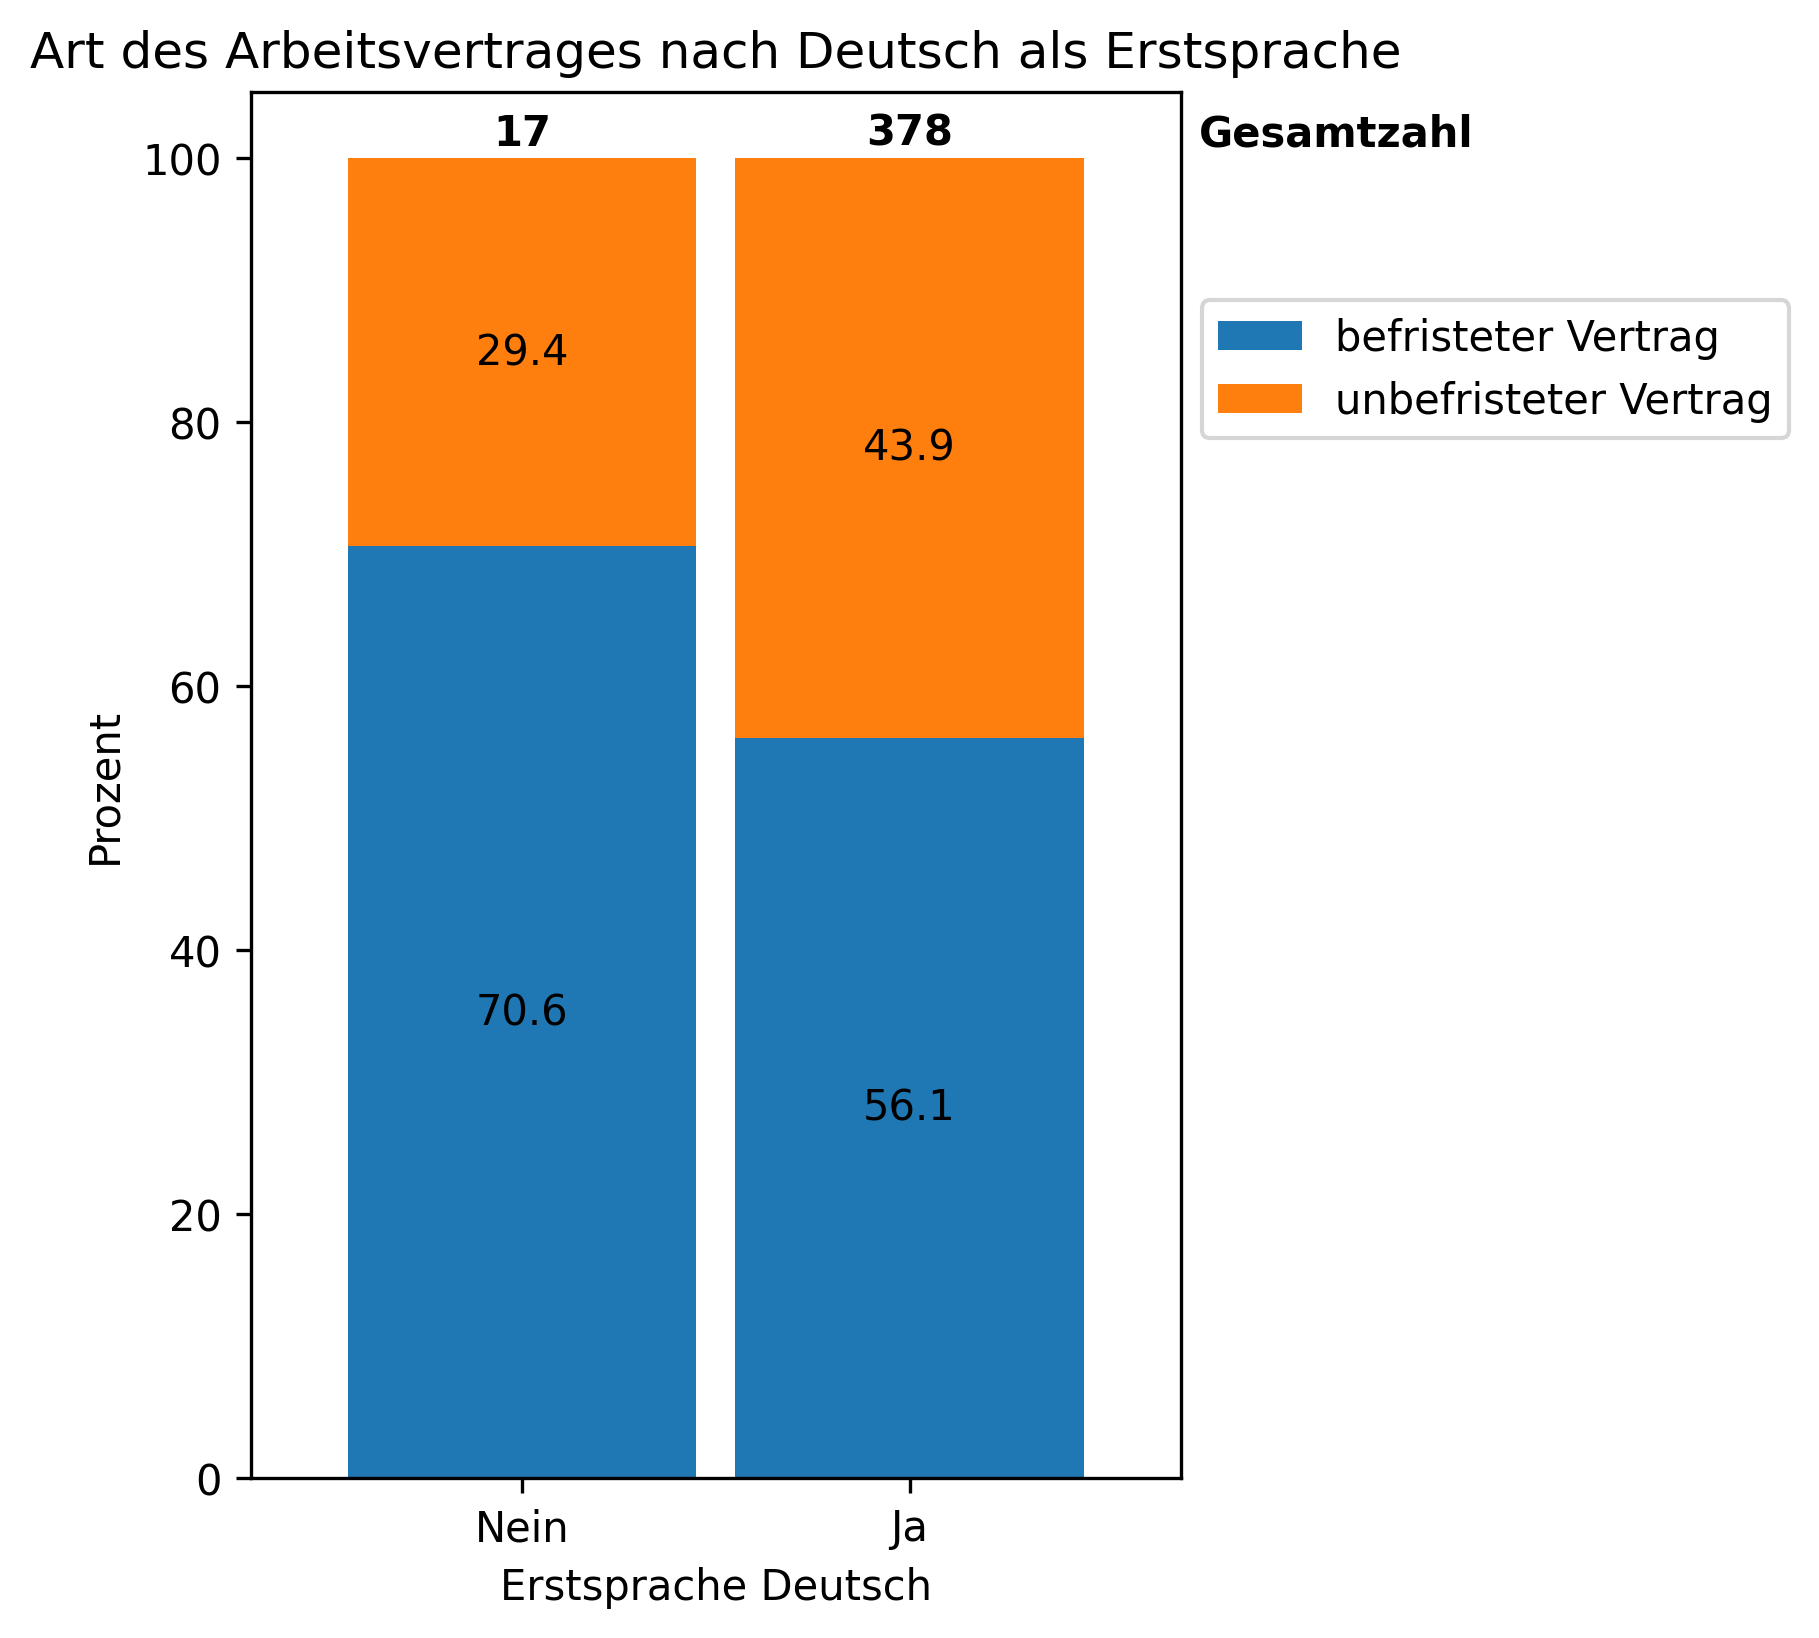 Art des Arbeitsvertrages nach Deutsch als Erstsprache
17
378
Gesamtzahl
100
80
60
40
20
0
Prozent
29.4
43.9
70.6
56.1
befristeter Vertrag
unbefristeter Vertrag
Nein
Ja
Erstsprache Deutsch